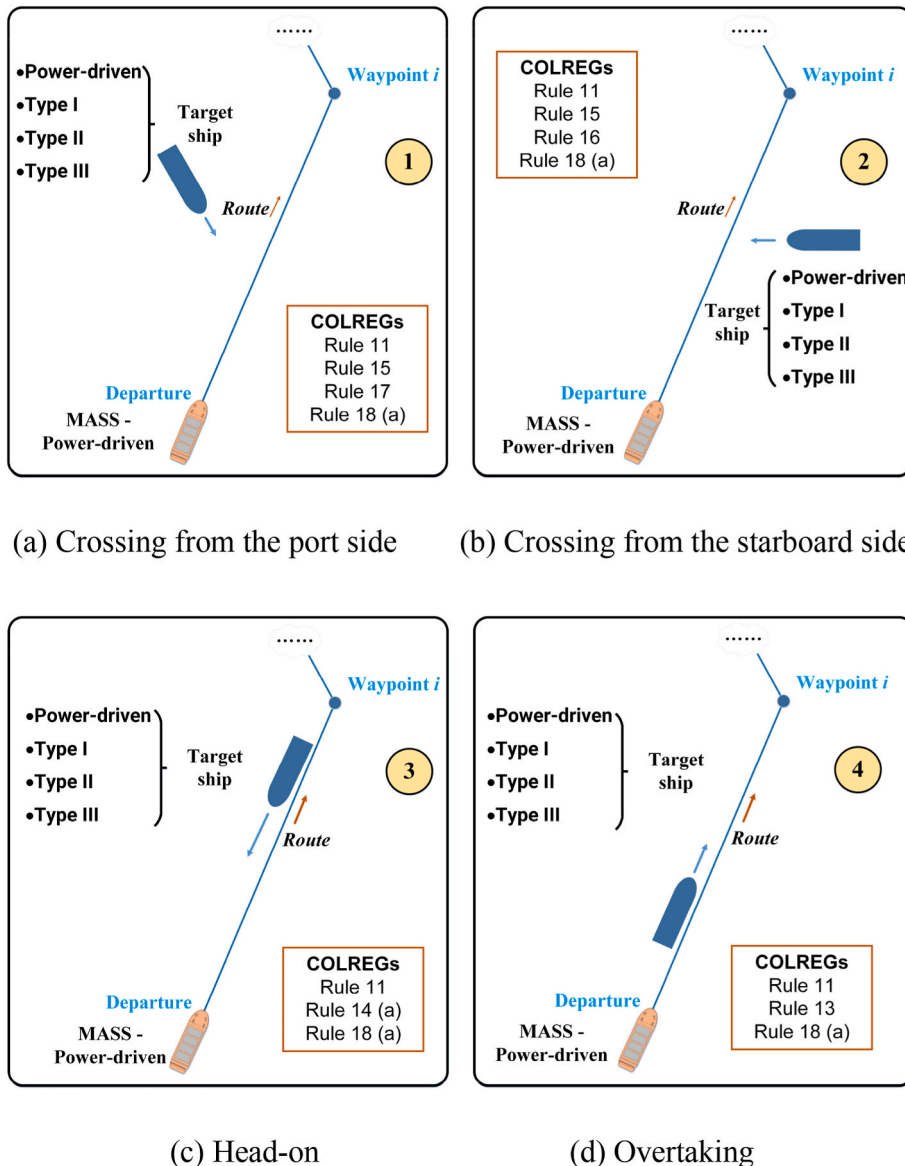 ......
Waypoint i
•Power-driven
•Type I
•Type II
•Type III
Target
ship
1
Route
COLREGs
Rule 11
Rule 15
Rule 17
Rule 18 (a)
Departure
MASS -
Power-driven
(a) Crossing from the port side
......
Waypoint i
COLREGs
Rule 11
Rule 15
Rule 16
Rule 18 (a)
2
Route
Target
ship
•Power-driven
•Type I
•Type II
•Type III
Departure
MASS -
Power-driven
(b) Crossing from the starboard side
......
Waypoint i
•Power-driven
•Type I
•Type II
•Type III
Target
ship
3
Route
COLREGs
Rule 11
Rule 14 (a)
Rule 18 (a)
Departure
MASS -
Power-driven
(c) Head-on
......
Waypoint i
•Power-driven
•Type I
•Type II
•Type III
Target
ship
4
Route
COLREGs
Rule 11
Rule 13
Rule 18 (a)
Departure
MASS -
Power-driven
(d) Overtaking